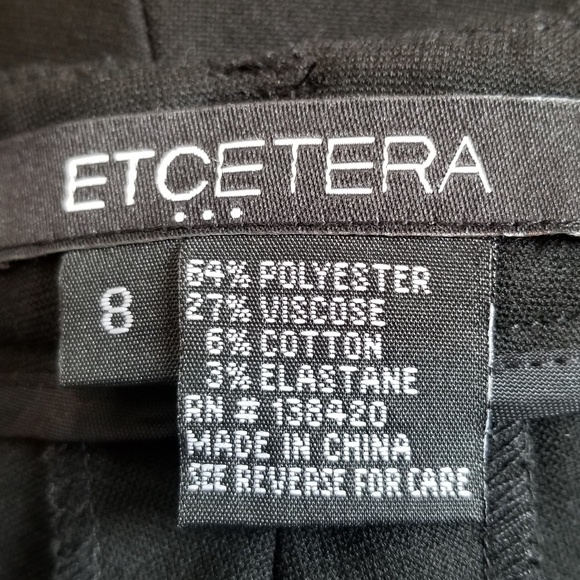 ETCETERA
8
64% POLYESTER
27% VISCOSE
6% COTTON
3% ELASTANE
RN # 138420
MADE IN CHINA
SEE REVERSE FOR CARE